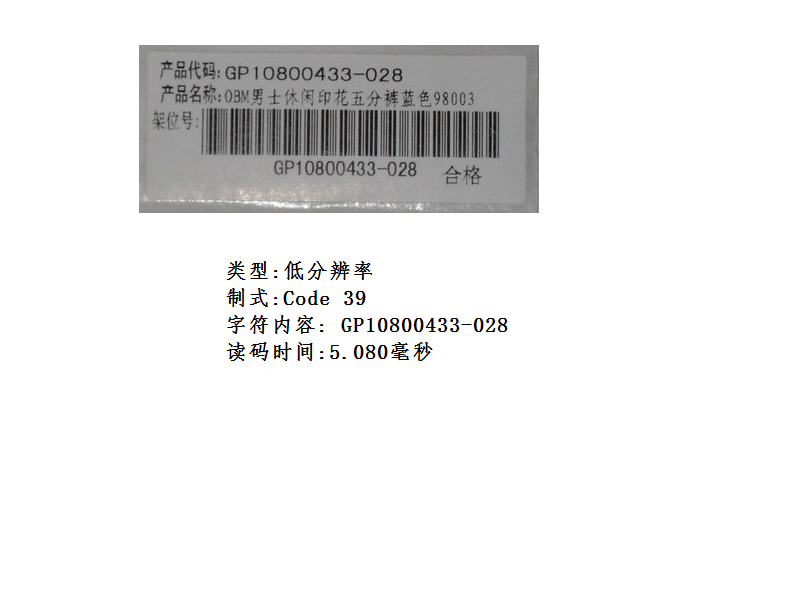 产品代码:GP10800433-028
产品名称:OBM男士休闲印花五分裤蓝色98003
架位号:
GP10800433-028
合格
类型:低分辨率
制式:Code 39
字符内容: GP10800433-028
读码时间:5.080毫秒